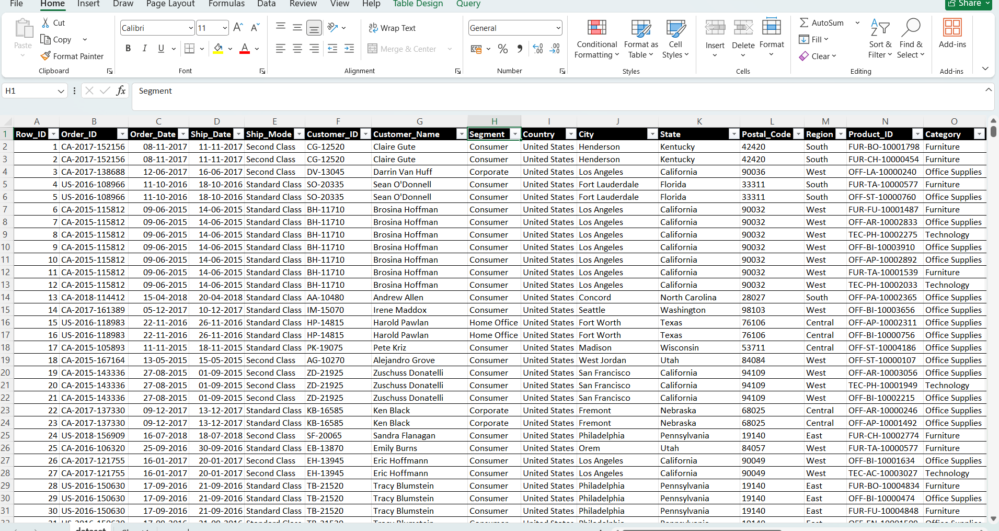 File Home Insert Draw Page Layout Formulas Data Review View Help Table Design Query Share
Paste Cut Copy Format Painter Clipboard
Calibri 11 B I U A Font
ab Wrap Text Merge & Center Alignment
General % Number
Conditional Formatting Format as Table Cell Styles Styles
Insert Delete Format Cells
AutoSum Fill Clear Sort & Filter Find & Select Editing
Add-ins Add-ins
H1 fx Segment
A B C D E F G H I J K L M N O
1 Row_ID Order_ID Order_Date Ship_Date Ship_Mode Customer_ID Customer_Name Segment Country City State Postal_Code Region Product_ID Category
2 1 CA-2017-152156 08-11-2017 11-11-2017 Second Class CG-12520 Claire Gute Consumer United States Henderson Kentucky 42420 South FUR-BO-10001798 Furniture
3 2 CA-2017-152156 08-11-2017 11-11-2017 Second Class CG-12520 Claire Gute Consumer United States Henderson Kentucky 42420 South FUR-CH-10000454 Furniture
4 3 CA-2017-138688 12-06-2017 16-06-2017 Second Class DV-13045 Darrin Van Huff Corporate United States Los Angeles California 90036 West OFF-LA-10000240 Office Supplies
5 4 US-2016-108966 11-10-2016 18-10-2016 Standard Class SO-20335 Sean O'Donnell Consumer United States Fort Lauderdale Florida 33311 South FUR-TA-10000577 Furniture
6 5 US-2016-108966 11-10-2016 18-10-2016 Standard Class SO-20335 Sean O'Donnell Consumer United States Fort Lauderdale Florida 33311 South OFF-ST-10000760 Office Supplies
7 6 CA-2015-115812 09-06-2015 14-06-2015 Standard Class BH-11710 Brosina Hoffman Consumer United States Los Angeles California 90032 West FUR-FU-10001487 Furniture
8 7 CA-2015-115812 09-06-2015 14-06-2015 Standard Class BH-11710 Brosina Hoffman Consumer United States Los Angeles California 90032 West OFF-AR-10002833 Office Supplies
9 8 CA-2015-115812 09-06-2015 14-06-2015 Standard Class BH-11710 Brosina Hoffman Consumer United States Los Angeles California 90032 West TEC-PH-10002275 Technology
10 9 CA-2015-115812 09-06-2015 14-06-2015 Standard Class BH-11710 Brosina Hoffman Consumer United States Los Angeles California 90032 West OFF-BI-10003910 Office Supplies
11 10 CA-2015-115812 09-06-2015 14-06-2015 Standard Class BH-11710 Brosina Hoffman Consumer United States Los Angeles California 90032 West OFF-AP-10002892 Office Supplies
12 11 CA-2015-115812 09-06-2015 14-06-2015 Standard Class BH-11710 Brosina Hoffman Consumer United States Los Angeles California 90032 West FUR-TA-10001539 Furniture
13 12 CA-2015-115812 09-06-2015 14-06-2015 Standard Class BH-11710 Brosina Hoffman Consumer United States Los Angeles California 90032 West TEC-PH-10002033 Technology
14 13 CA-2018-114412 15-04-2018 20-04-2018 Standard Class AA-10480 Andrew Allen Consumer United States Concord North Carolina 28027 South OFF-PA-10002365 Office Supplies
15 14 CA-2017-161389 05-12-2017 10-12-2017 Standard Class IM-15070 Irene Maddox Consumer United States Seattle Washington 98103 West OFF-BI-10003656 Office Supplies
16 15 US-2016-118983 22-11-2016 26-11-2016 Standard Class HP-14815 Harold Pawlan Home Office United States Fort Worth Texas 76106 Central OFF-AP-10002311 Office Supplies
17 16 US-2016-118983 22-11-2016 26-11-2016 Standard Class HP-14815 Harold Pawlan Home Office United States Fort Worth Texas 76106 Central OFF-BI-10000756 Office Supplies
18 17 CA-2015-105893 11-11-2015 18-11-2015 Standard Class PK-19075 Pete Kriz Consumer United States Madison Wisconsin 53711 Central OFF-ST-10004186 Office Supplies
19 18 CA-2015-167164 13-05-2015 15-05-2015 Second Class AG-10270 Alejandro Grove Consumer United States West Jordan Utah 84084 West OFF-ST-10000107 Office Supplies
20 19 CA-2015-143336 27-08-2015 01-09-2015 Second Class ZD-21925 Zuschuss Donatelli Consumer United States San Francisco California 94109 West OFF-AR-10003056 Office Supplies
21 20 CA-2015-143336 27-08-2015 01-09-2015 Second Class ZD-21925 Zuschuss Donatelli Consumer United States San Francisco California 94109 West TEC-PH-10001949 Technology
22 21 CA-2015-143336 27-08-2015 01-09-2015 Second Class ZD-21925 Zuschuss Donatelli Consumer United States San Francisco California 94109 West OFF-BI-10002215 Office Supplies
23 22 CA-2017-137330 09-12-2017 13-12-2017 Standard Class KB-16585 Ken Black Corporate United States Fremont Nebraska 68025 Central OFF-AR-10000246 Office Supplies
24 23 CA-2017-137330 09-12-2017 13-12-2017 Standard Class KB-16585 Ken Black Corporate United States Fremont Nebraska 68025 Central OFF-AP-10001492 Office Supplies
25 24 US-2018-156909 16-07-2018 18-07-2018 Second Class SF-20065 Sandra Flanagan Consumer United States Philadelphia Pennsylvania 19140 East FUR-CH-10002774 Furniture
26 25 CA-2016-106320 25-09-2016 30-09-2016 Standard Class EB-13870 Emily Burns Consumer United States Orem Utah 84057 West FUR-TA-10000577 Furniture
27 26 CA-2017-121755 16-01-2017 20-01-2017 Second Class EH-13945 Eric Hoffmann Consumer United States Los Angeles California 90049 West OFF-BI-10001634 Office Supplies
28 27 CA-2017-121755 16-01-2017 20-01-2017 Second Class EH-13945 Eric Hoffmann Consumer United States Los Angeles California 90049 West TEC-AC-10003027 Technology
29 28 US-2016-150630 17-09-2016 21-09-2016 Standard Class TB-21520 Tracy Blumstein Consumer United States Philadelphia Pennsylvania 19140 East FUR-BO-10004834 Furniture
30 29 US-2016-150630 17-09-2016 21-09-2016 Standard Class TB-21520 Tracy Blumstein Consumer United States Philadelphia Pennsylvania 19140 East OFF-BI-10000474 Office Supplies
31 30 US-2016-150630 17-09-2016 21-09-2016 Standard Class TB-21520 Tracy Blumstein Consumer United States Philadelphia Pennsylvania 19140 East FUR-FU-10004848 Furniture
dataset